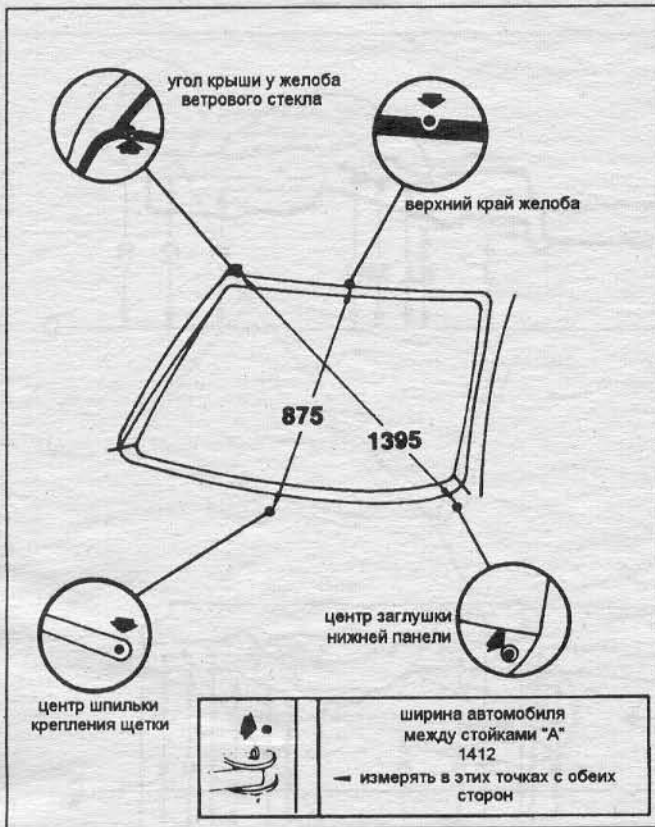 угол крыши у желоба
ветрового стекла
верхний край желоба
875
1395
центр заглушки
нижней панели
центр шпильки
крепления щетки
ширина автомобиля
между стойками "А"
1412
измерять в этих точках с обеих
сторон